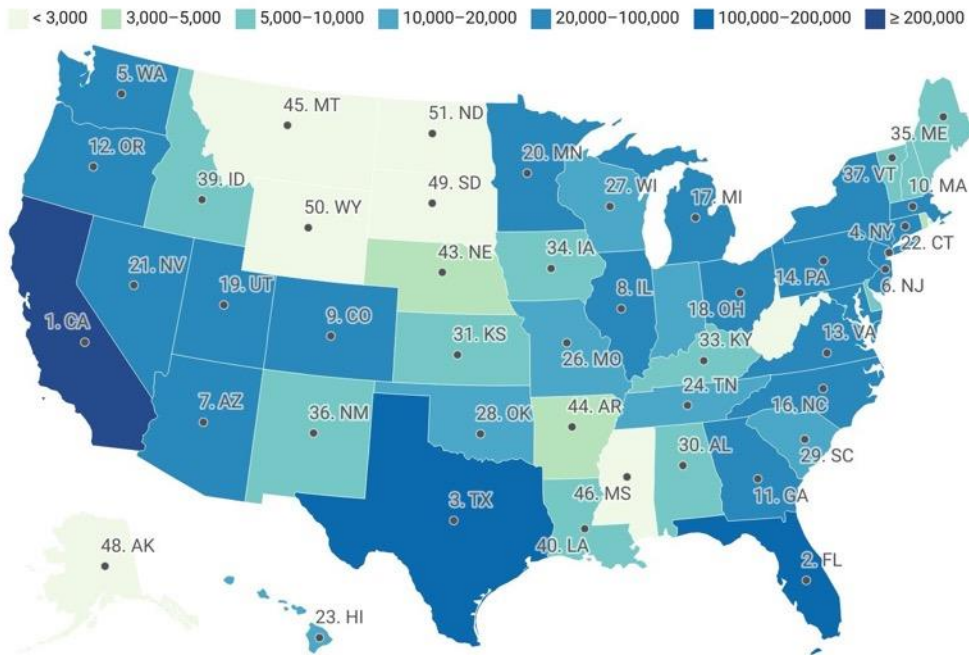 < 3,000 3,000–5,000 5,000–10,000 10,000–20,000 20,000–100,000 100,000–200,000 ≥ 200,000
5. WA
45. MT
51. ND
12. OR
39. ID
50. WY
49. SD
20. MN
27. WI
17. MI
35. ME
37. VT
10. MA
4. NY
22. CT
6. NJ
43. NE
34. IA
21. NV
19. UT
9. CO
8. IL
18. OH
14. PA
1. CA
31. KS
26. MO
33. KY
13. VA
24. TN
16. NC
7. AZ
36. NM
28. OK
44. AR
30. AL
29. SC
46. MS
11. GA
3. TX
40. LA
2. FL
48. AK
23. HI